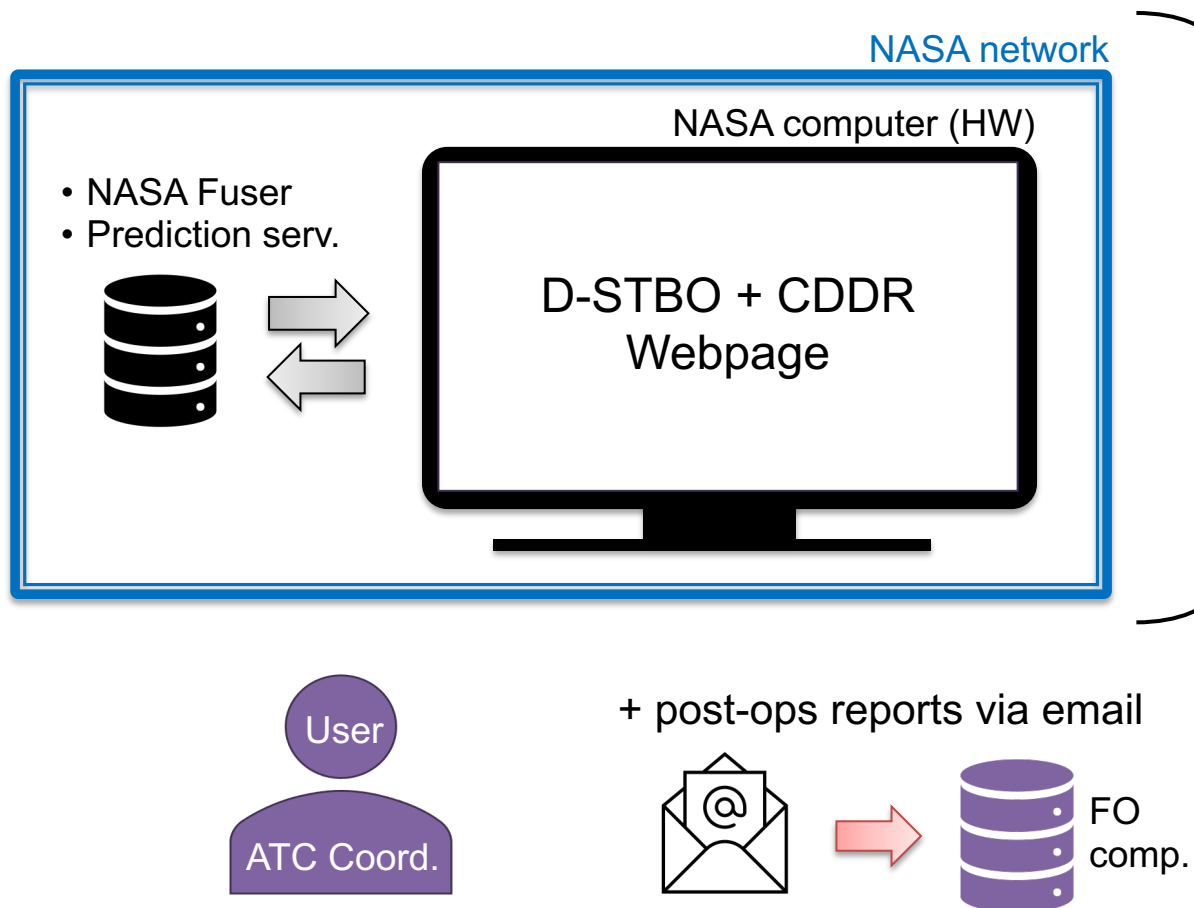 NASA network
NASA computer (HW)
• NASA Fuser
• Prediction serv.
D-STBO + CDDR
Webpage
+ post-ops reports via email
User
ATC Coord.
@
FO
comp.